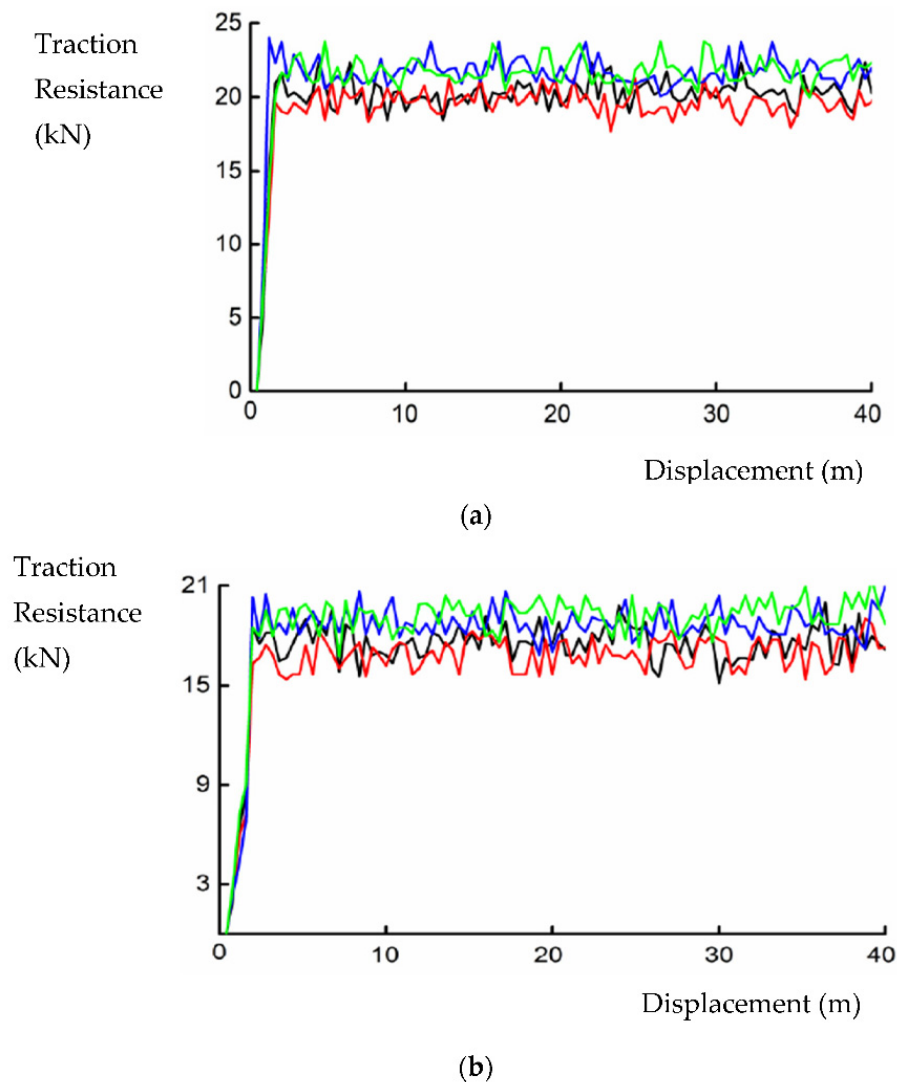 Traction
Resistance
(kN)
25
20
15
10
5
0
0 10 20 30 40
Displacement (m)
(a)
Traction
Resistance
(kN)
21
15
9
3
0 10 20 30 40
Displacement (m)
(b)